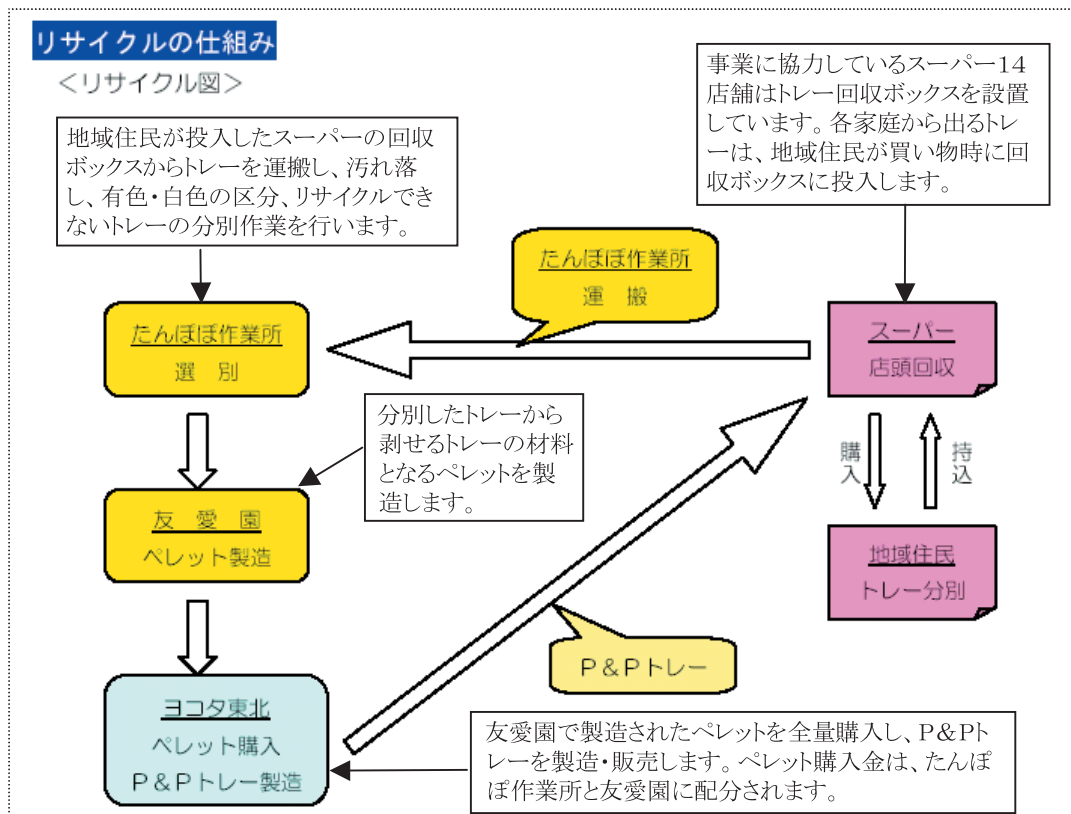 リサイクルの仕組み
＜リサイクル図＞
事業に協力しているスーパー１４
店舗はトレー回収ボックスを設置
しています。各家庭から出るトレ
ーは、地域住民が買い物時に回
収ボックスに投入します。
地域住民が投入したスーパーの回収
ボックスからトレーを運搬し、汚れ落
し、有色・白色の区分、リサイクルでき
ないトレーの分別作業を行います。
たんぽぽ作業所
運　搬
たんぽぽ作業所
選　別
スーパー
店頭回収
分別したトレーから
剥せるトレーの材料
となるペレットを製
造します。
購入
持込
友　愛　園
ペレット製造
地域住民
トレー分別
Ｐ＆Ｐトレー
ヨコタ東北
ペレット購入
Ｐ＆Ｐトレー製造
友愛園で製造されたペレットを全量購入し、Ｐ＆Ｐト
レーを製造・販売します。ペレット購入金は、たんぽ
ぽ作業所と友愛園に配分されます。